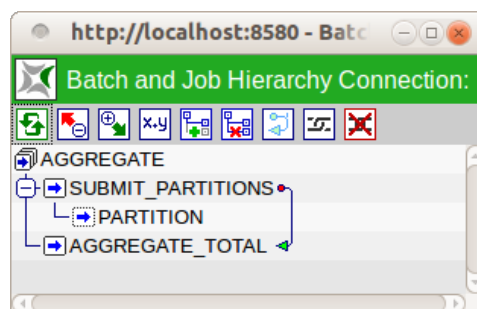 http://localhost:8580 - Batc
Batch and Job Hierarchy Connection:
x.y
AGGREGATE
SUBMIT_PARTITIONS
PARTITION
AGGREGATE_TOTAL